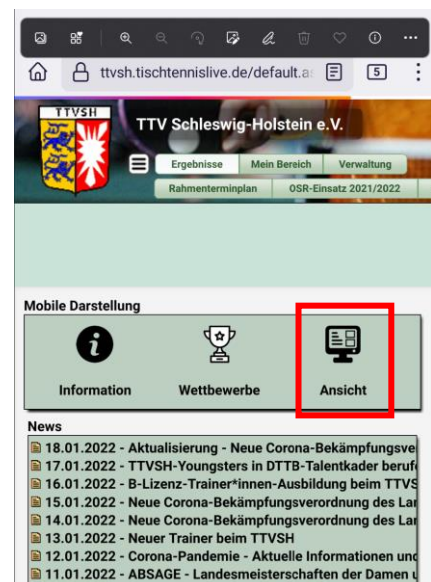 ttvsh.tischtennislive.de/default.a
5
TTVSH
TTV Schleswig-Holstein e.V.
Ergebnisse Mein Bereich Verwaltung
Rahmenterminplan OSR-Einsatz 2021/2022
Mobile Darstellung
Information Wettbewerbe Ansicht
News
18.01.2022 - Aktualisierung - Neue Corona-Bekämpfungsve
17.01.2022 - TTVSH-Youngsters in DTTB-Talentkader beruf
16.01.2022 - B-Lizenz-Trainer*innen-Ausbildung beim TTVS
15.01.2022 - Neue Corona-Bekämpfungsverordnung des Lan
14.01.2022 - Neue Corona-Bekämpfungsverordnung des Lan
13.01.2022 - Neuer Trainer beim TTVSH
12.01.2022 - Corona-Pandemie - Aktuelle Informationen und
11.01.2022 - ABSAGE - Landesmeisterschaften der Damen u